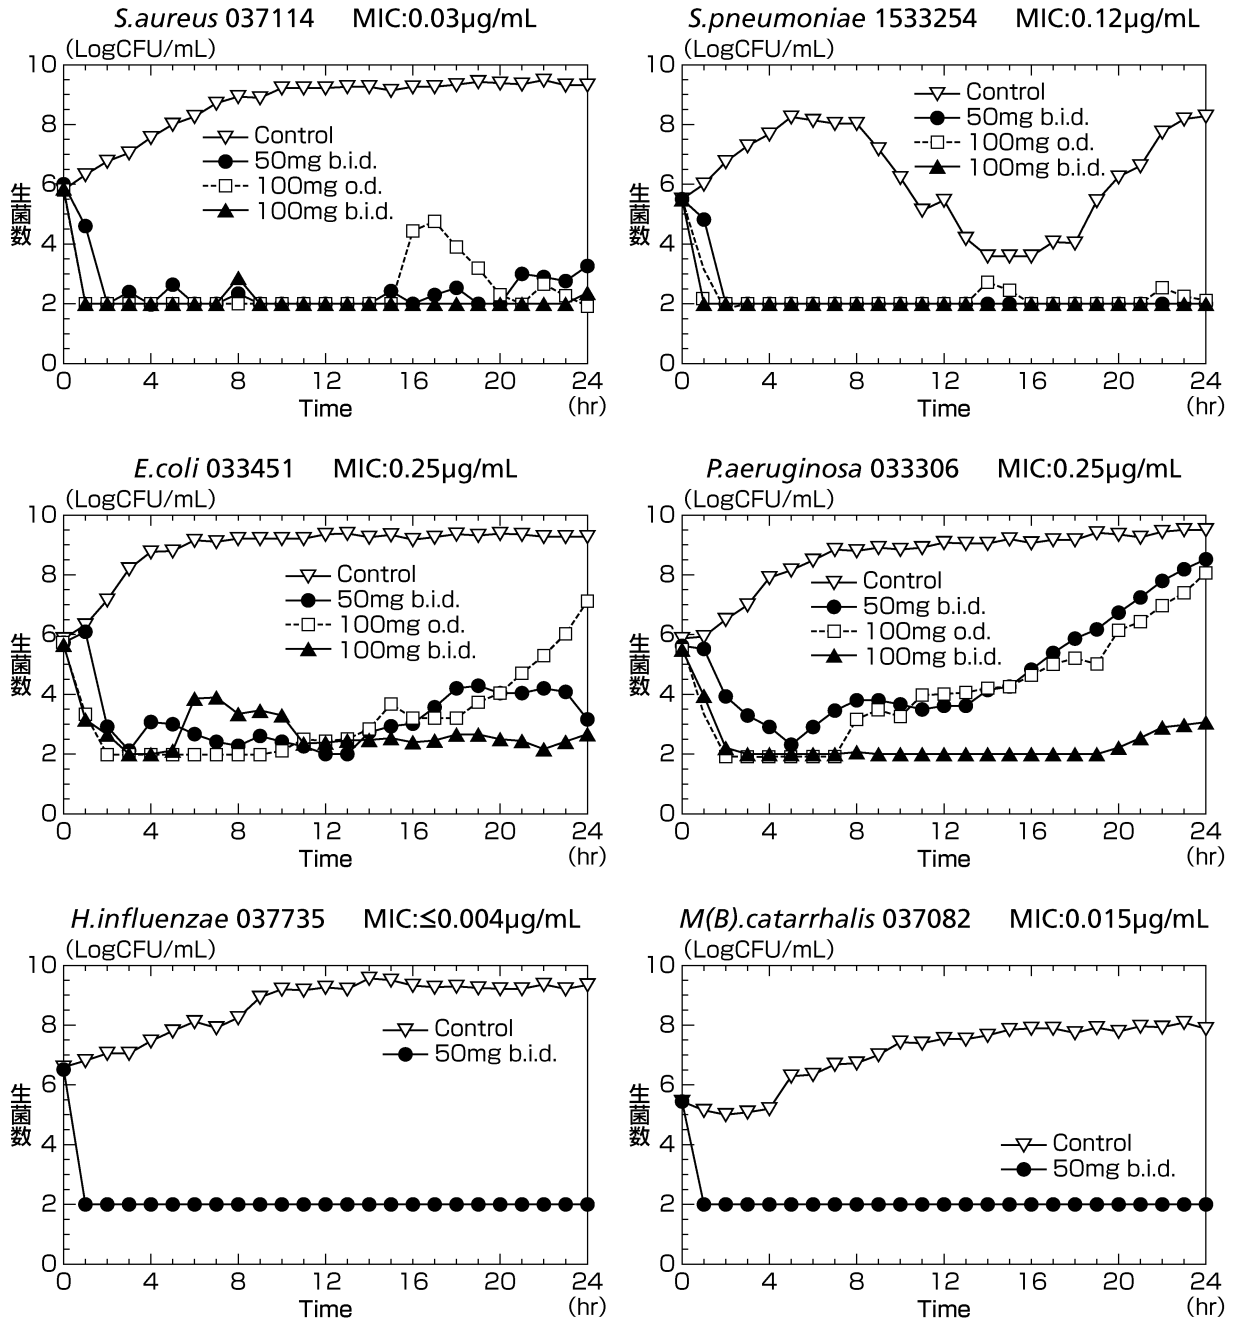 S.aureus 037114 MIC:0.03μg/mL
(LogCFU/mL)
10
8
6
4
2
0
生菌数
Control
50mg b.i.d.
100mg o.d.
100mg b.i.d.
0 4 8 12 16 20 24
Time (hr)
S.pneumoniae 1533254 MIC:0.12μg/mL
(LogCFU/mL)
10
8
6
4
2
0
生菌数
Control
50mg b.i.d.
100mg o.d.
100mg b.i.d.
0 4 8 12 16 20 24
Time (hr)
E.coli 033451 MIC:0.25μg/mL
(LogCFU/mL)
10
8
6
4
2
0
生菌数
Control
50mg b.i.d.
100mg o.d.
100mg b.i.d.
0 4 8 12 16 20 24
Time (hr)
P.aeruginosa 033306 MIC:0.25μg/mL
(LogCFU/mL)
10
8
6
4
2
0
生菌数
Control
50mg b.i.d.
100mg o.d.
100mg b.i.d.
0 4 8 12 16 20 24
Time (hr)
H.influenzae 037735 MIC:≤0.004μg/mL
(LogCFU/mL)
10
8
6
4
2
0
生菌数
Control
50mg b.i.d.
0 4 8 12 16 20 24
Time (hr)
M(B).catarrhalis 037082 MIC:0.015μg/mL
(LogCFU/mL)
10
8
6
4
2
0
生菌数
Control
50mg b.i.d.
0 4 8 12 16 20 24
Time (hr)